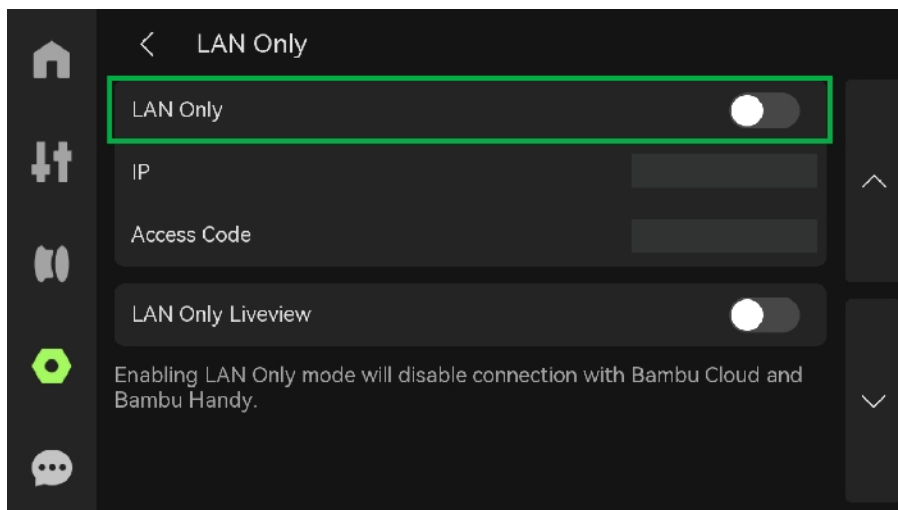 LAN Only
LAN Only
IP
Access Code
LAN Only Liveview
Enabling LAN Only mode will disable connection with Bambu Cloud and
Bambu Handy.